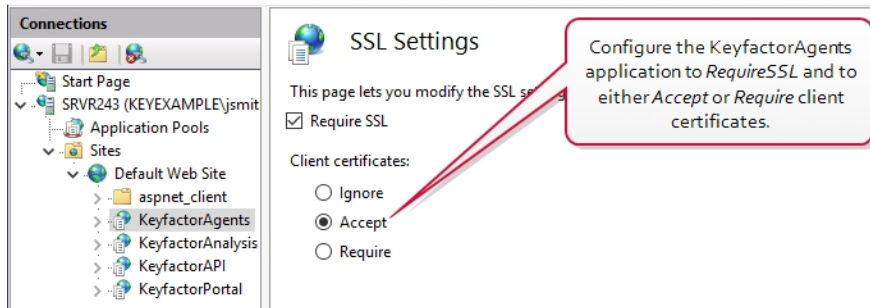 Connections
Start Page
SRVR243 (KEYEXAMPLE\jsmit
Application Pools
Sites
Default Web Site
aspnet_client
KeyfactorAgents
KeyfactorAnalysis
KeyfactorAPI
KeyfactorPortal
SSL Settings
This page lets you modify the SSL
Require SSL
Client certificates:
Ignore
Accept
Require
Configure the KeyfactorAgents
application to RequireSSL and to
either Accept or Require client
certificates.